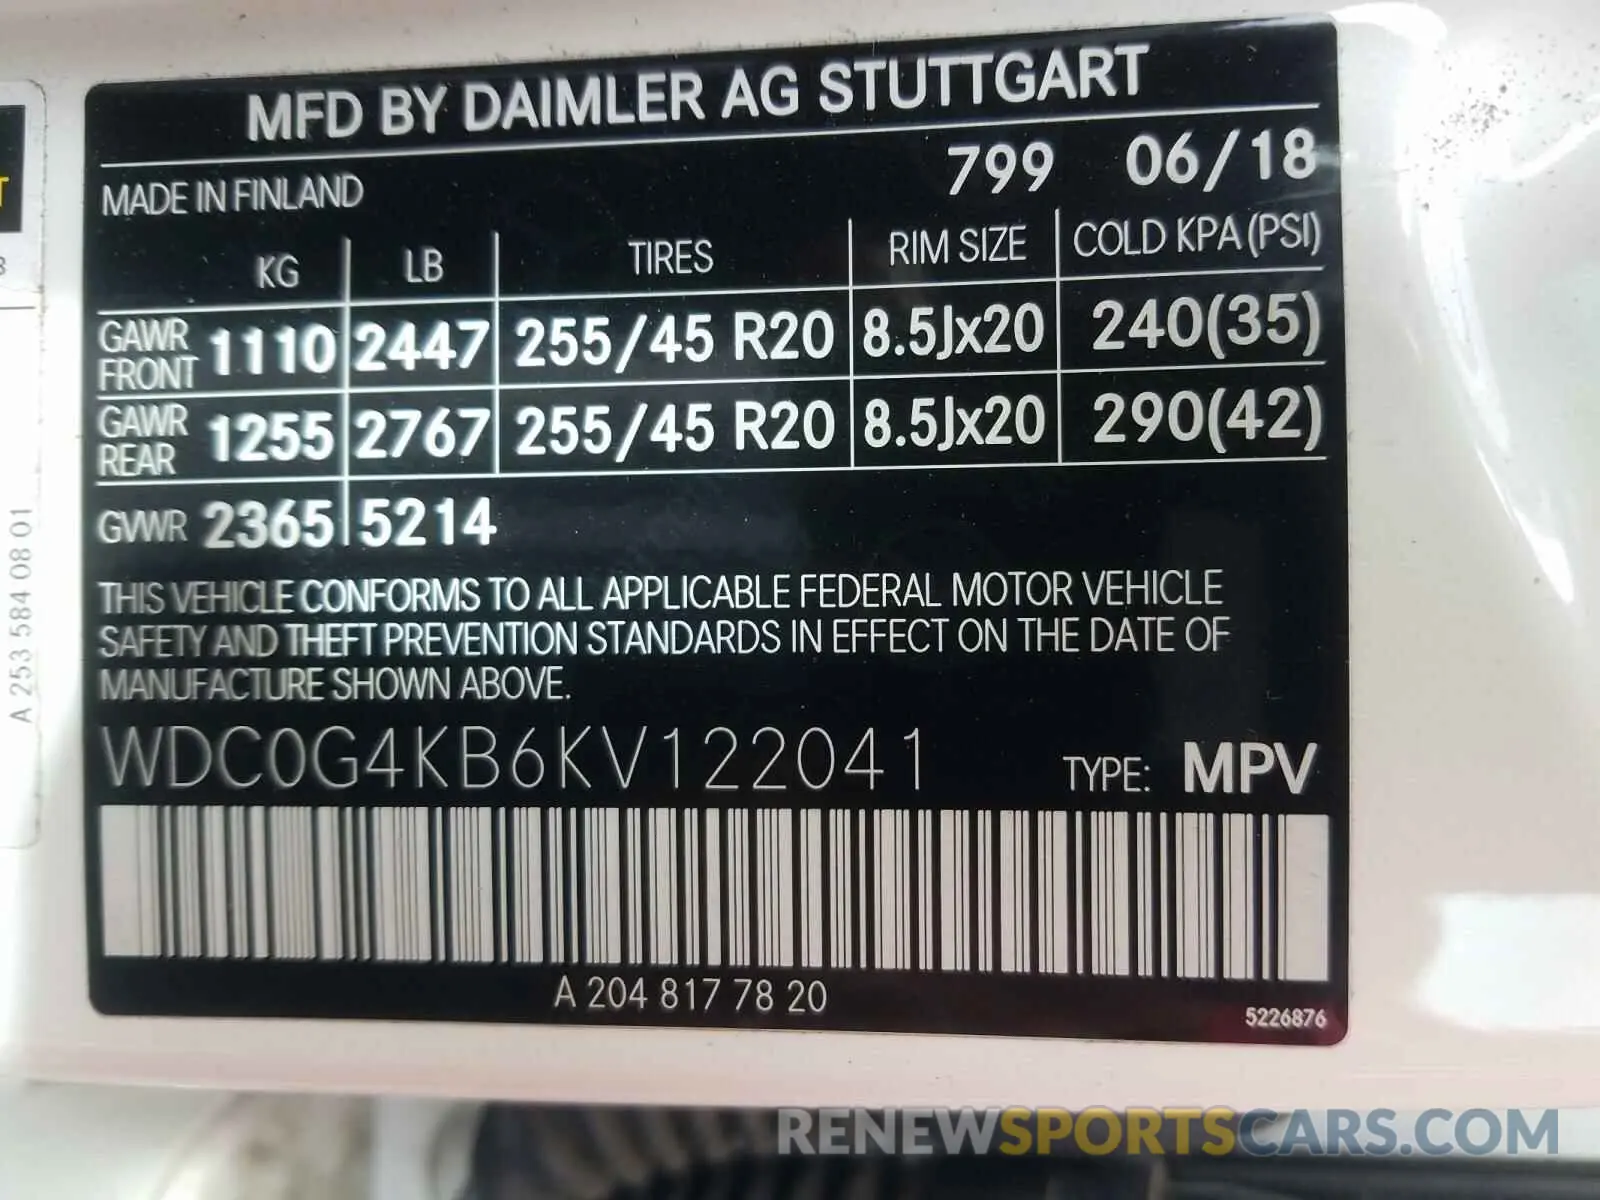 MFD BY DAIMLER AG STUTTGART
MADE IN FINLAND 799 06/18
KG LB TIRES RIM SIZE COLD KPA (PSI)
GAWR FRONT 1110 2447 255/45 R20 8.5Jx20 240(35)
GAWR REAR 1255 2767 255/45 R20 8.5Jx20 290(42)
GVWR 2365 5214
THIS VEHICLE CONFORMS TO ALL APPLICABLE FEDERAL MOTOR VEHICLE
SAFETY AND THEFT PREVENTION STANDARDS IN EFFECT ON THE DATE OF
MANUFACTURE SHOWN ABOVE.
WDC0G4KB6KV122041 TYPE: MPV
A 204 817 78 20
5226876
A 253 584 08 01
RENEWSPORTSCARS.COM